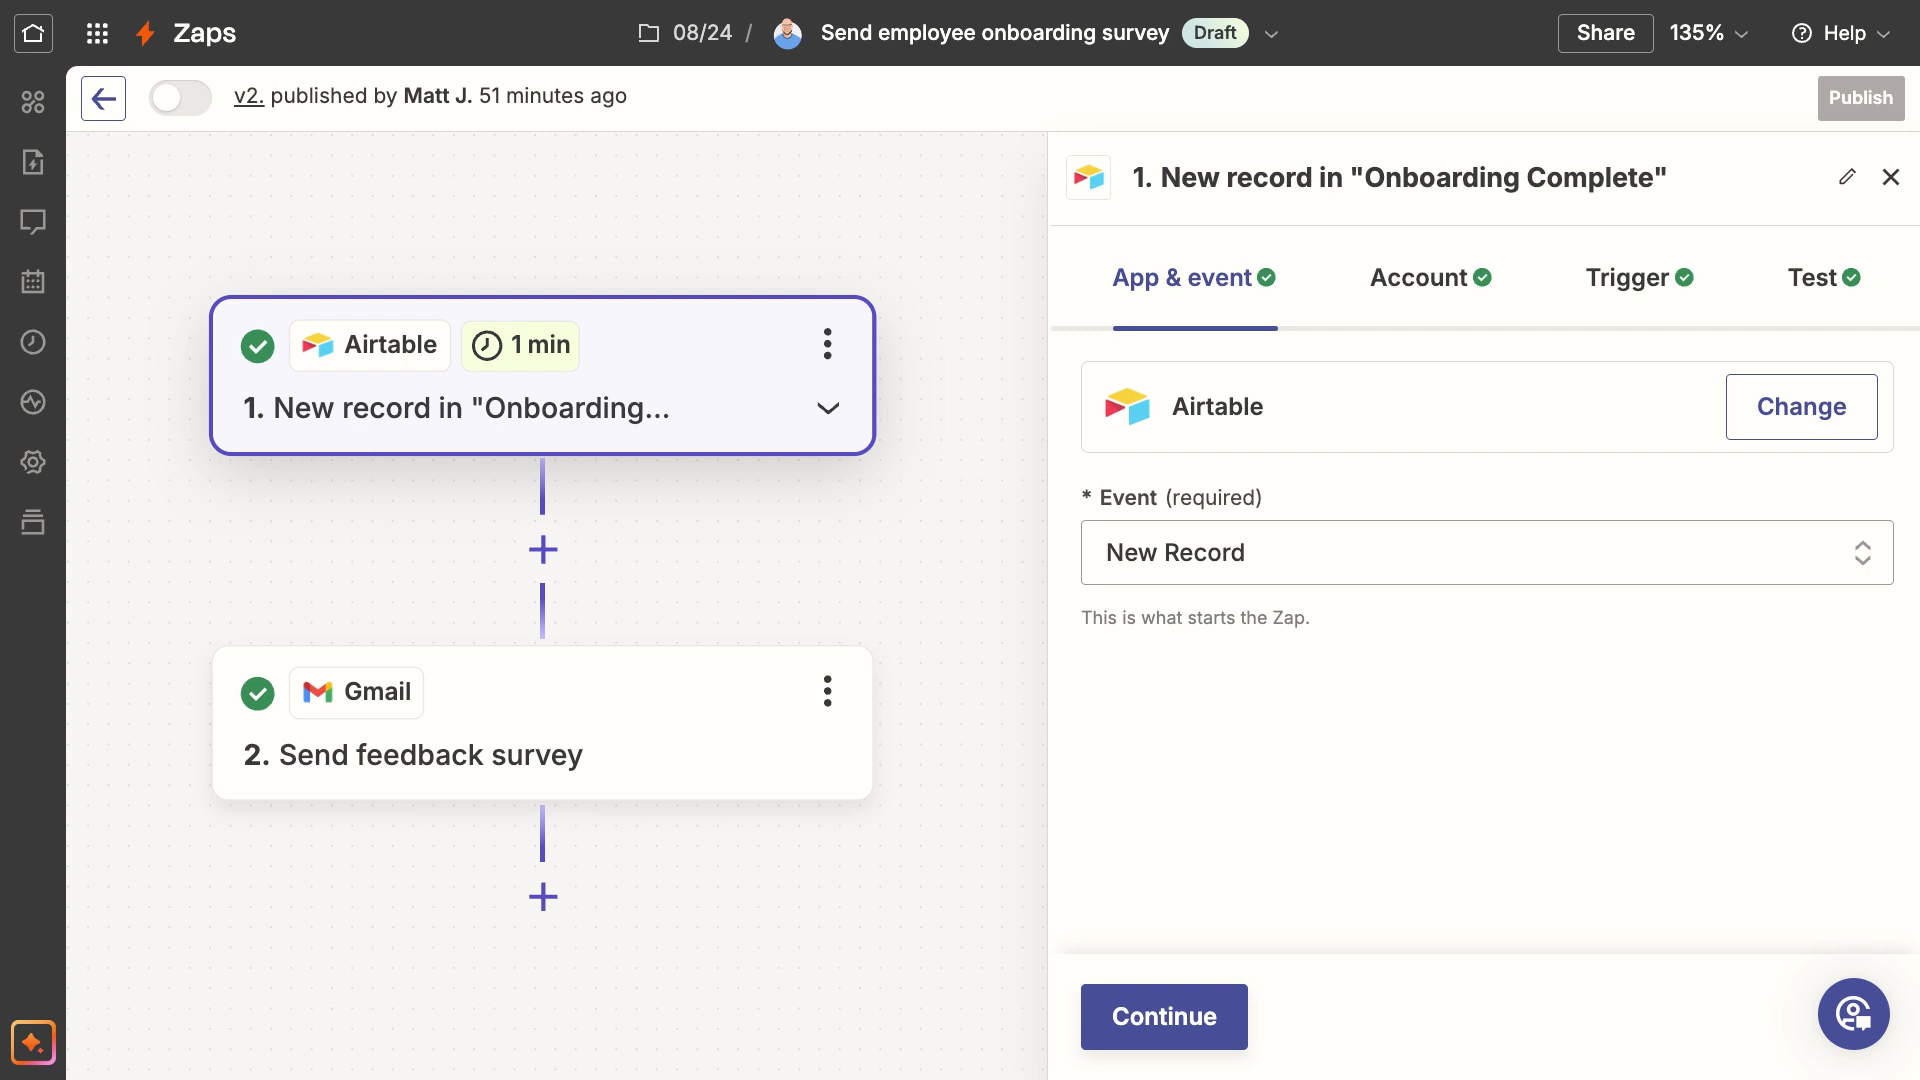 Zaps
08/24 / Send employee onboarding survey Draft
Share 135% Help
v2. published by Matt J. 51 minutes ago
Publish
Airtable 1 min
1. New record in "Onboarding...
Gmail
2. Send feedback survey
1. New record in "Onboarding Complete"
App & event Account Trigger Test
Airtable Change
* Event (required)
New Record
This is what starts the Zap.
Continue